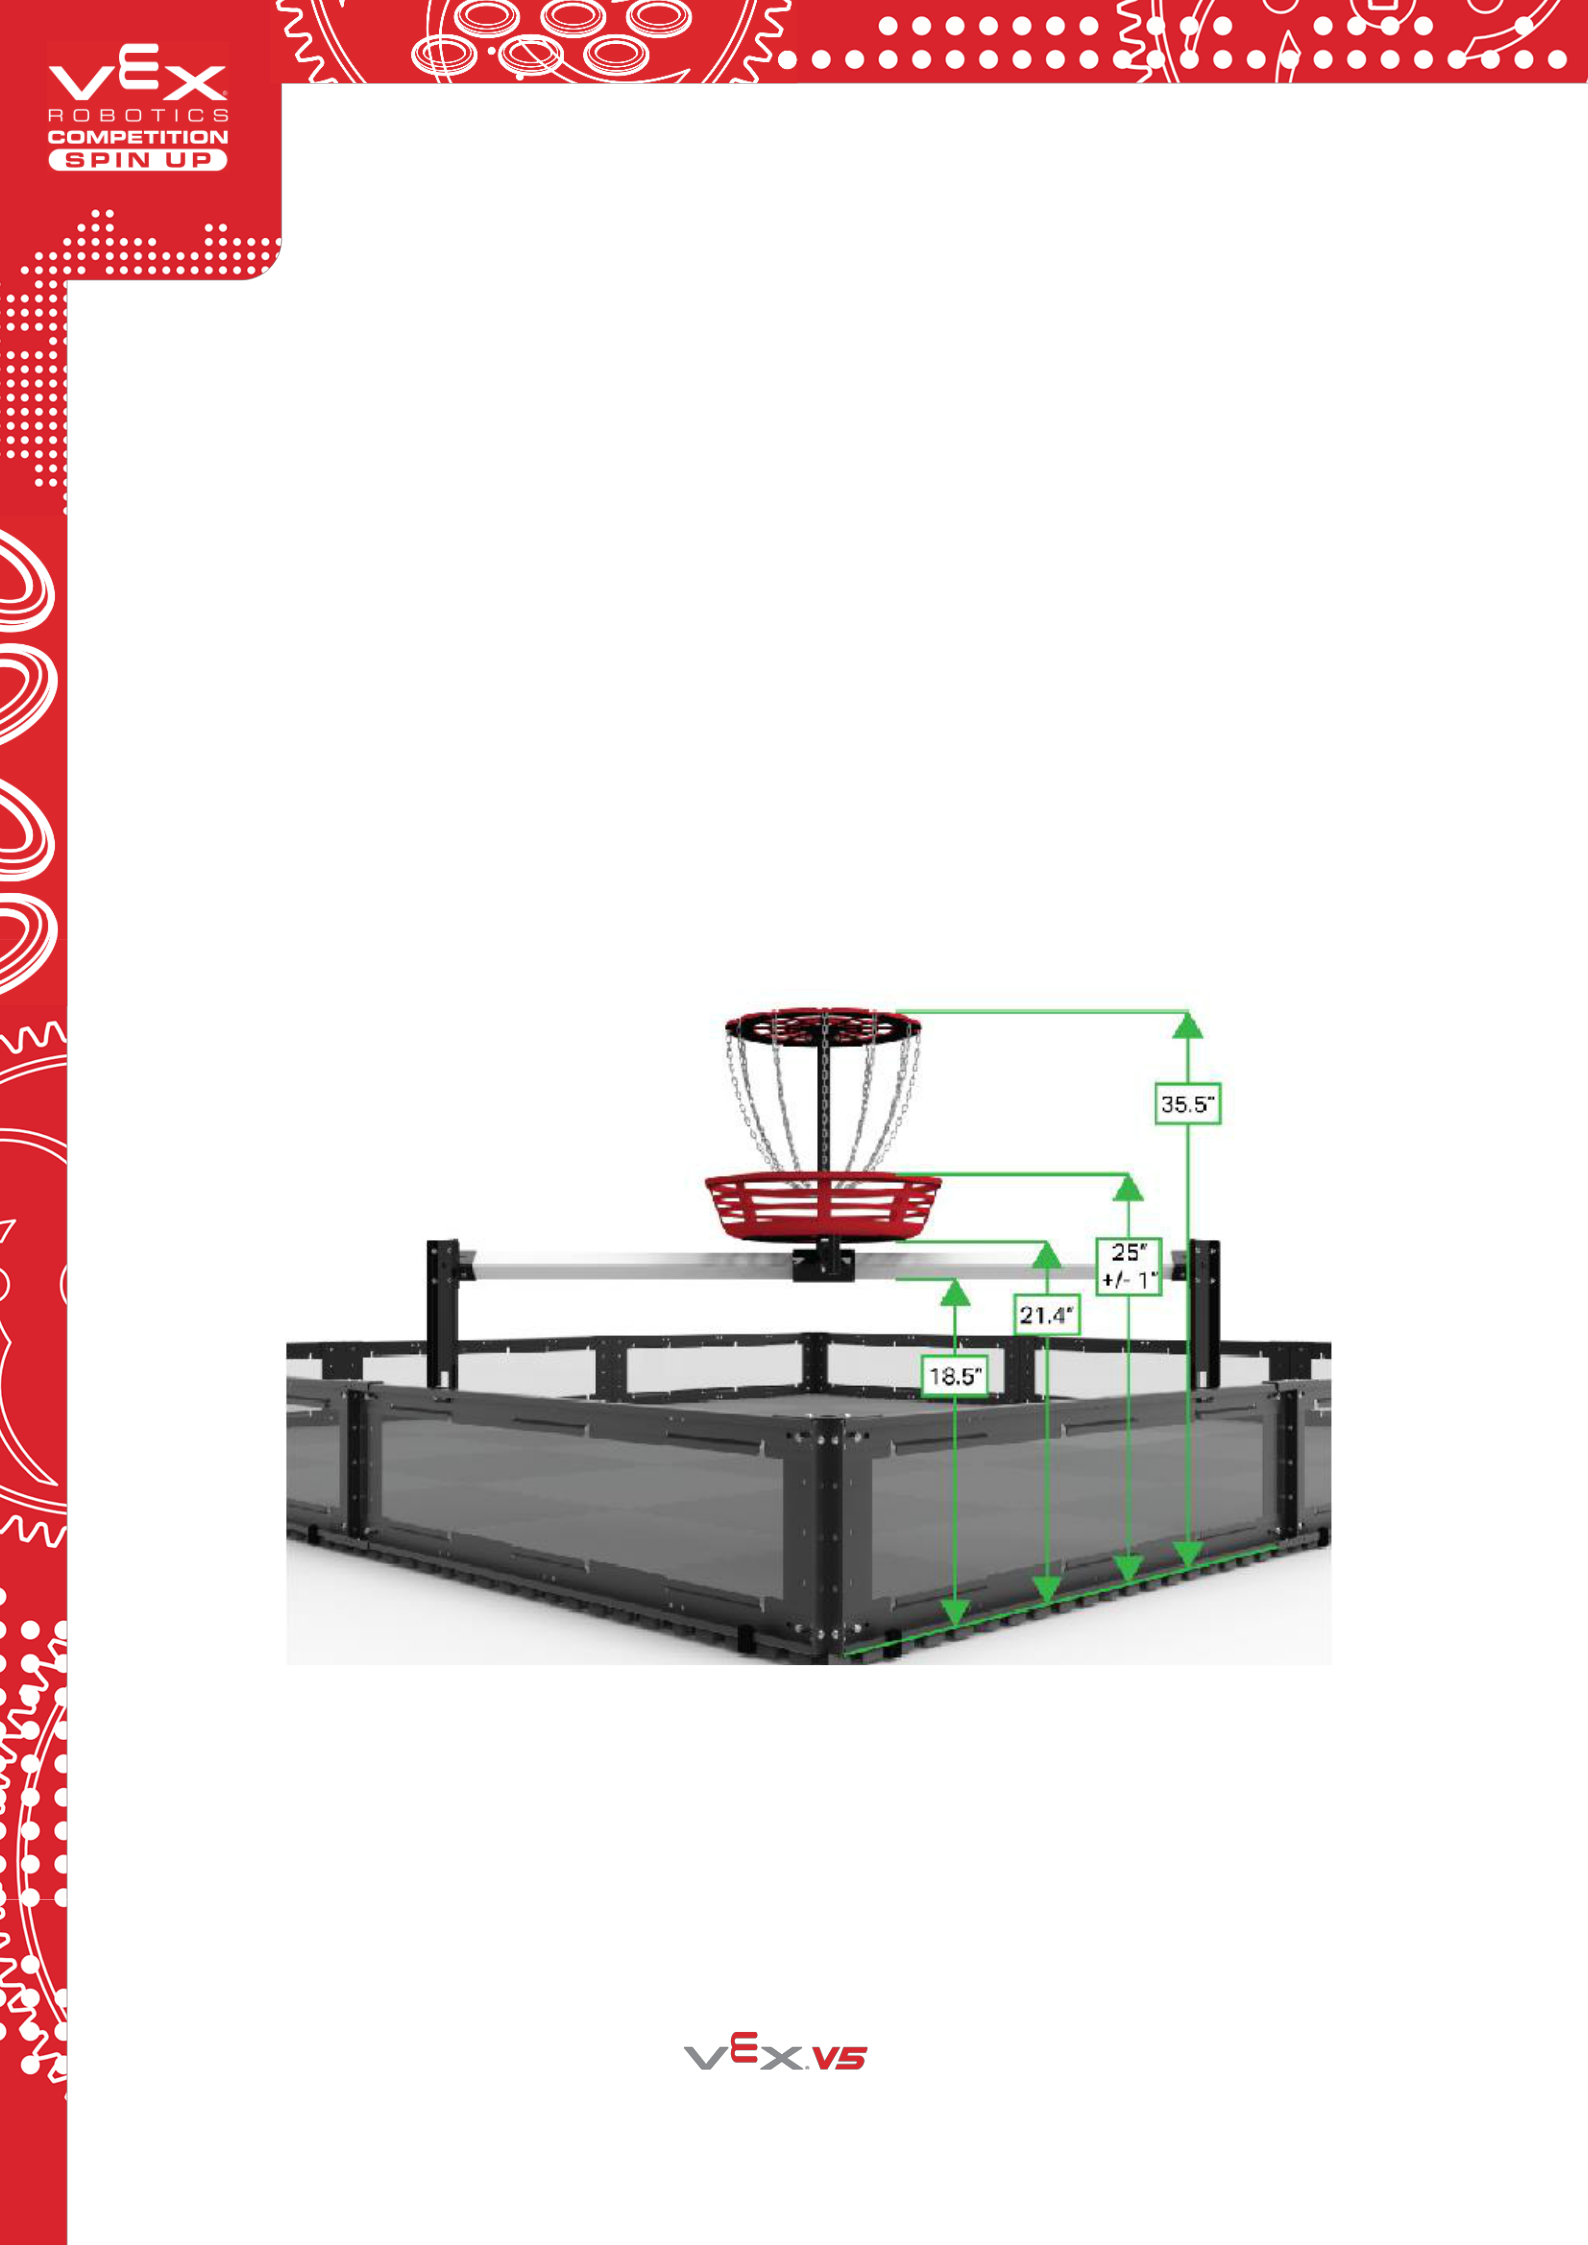 VEX
ROBOTICS
COMPETITION
SPIN UP
35.5"
25"
+/- 1"
21.4"
18.5"
VEX V5